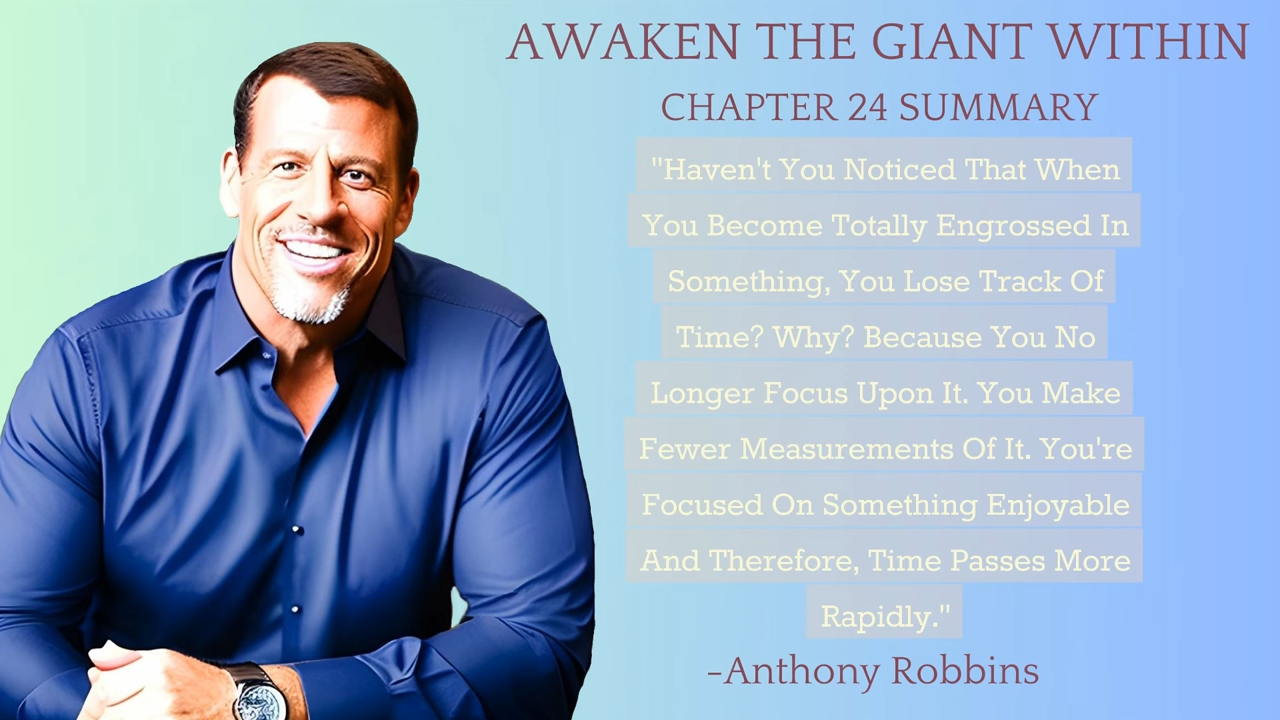 AWAKEN THE GIANT WITHIN
CHAPTER 24 SUMMARY
"Haven't You Noticed That When
You Become Totally Engrossed In
Something, You Lose Track Of
Time? Why? Because You No
Longer Focus Upon It. You Make
Fewer Measurements Of It. You're
Focused On Something Enjoyable
And Therefore, Time Passes More
Rapidly."
–Anthony Robbins